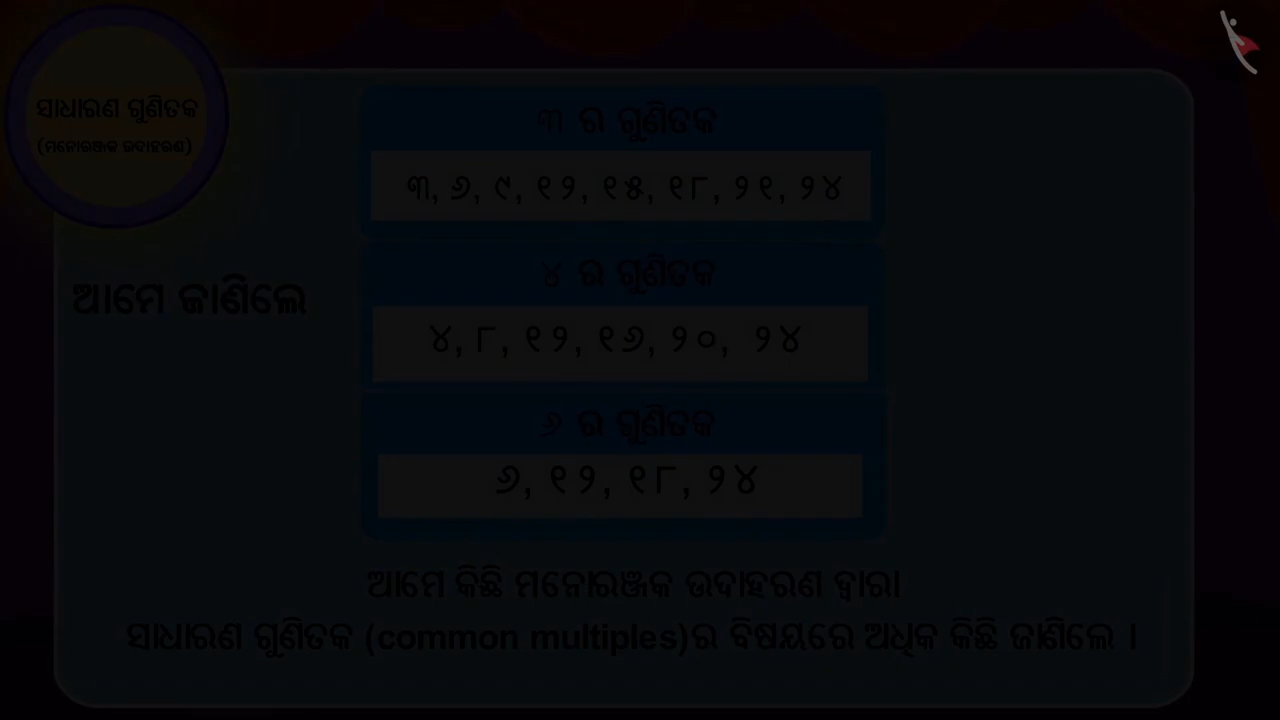 ସାଧାରଣ ଗୁଣିତକ
(ମନୋରଞ୍ଜକ ଉଦାହରଣ)
୩ ର ଗୁଣିତକ
୩, ୬, ୯, ୧୨, ୧୫, ୧୮, ୨୧, ୨୪
ଆମେ ଜାଣିଲେ
୪ ର ଗୁଣିତକ
୪, ୮, ୧୨, ୧୬, ୨୦, ୨୪
୬ ର ଗୁଣିତକ
୬, ୧୨, ୧୮, ୨୪
ଆମେ କିଛି ମନୋରଞ୍ଜକ ଉଦାହରଣ ଦ୍ୱାରା
ସାଧାରଣ ଗୁଣିତକ (common multiples)ର ବିଷୟରେ ଅଧିକ କିଛି ଜାଣିଲେ ।